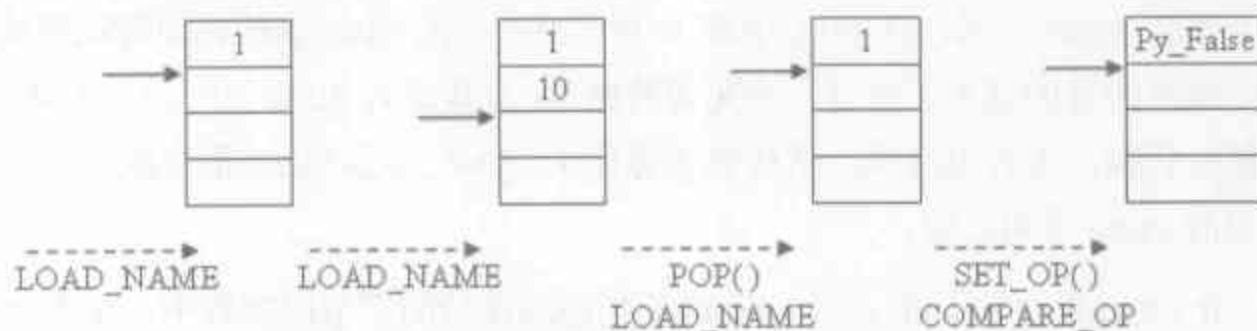 1
1
10
1
Py_False
LOAD_NAME
LOAD_NAME
POP()
LOAD_NAME
SET_OP()
COMPARE_OP